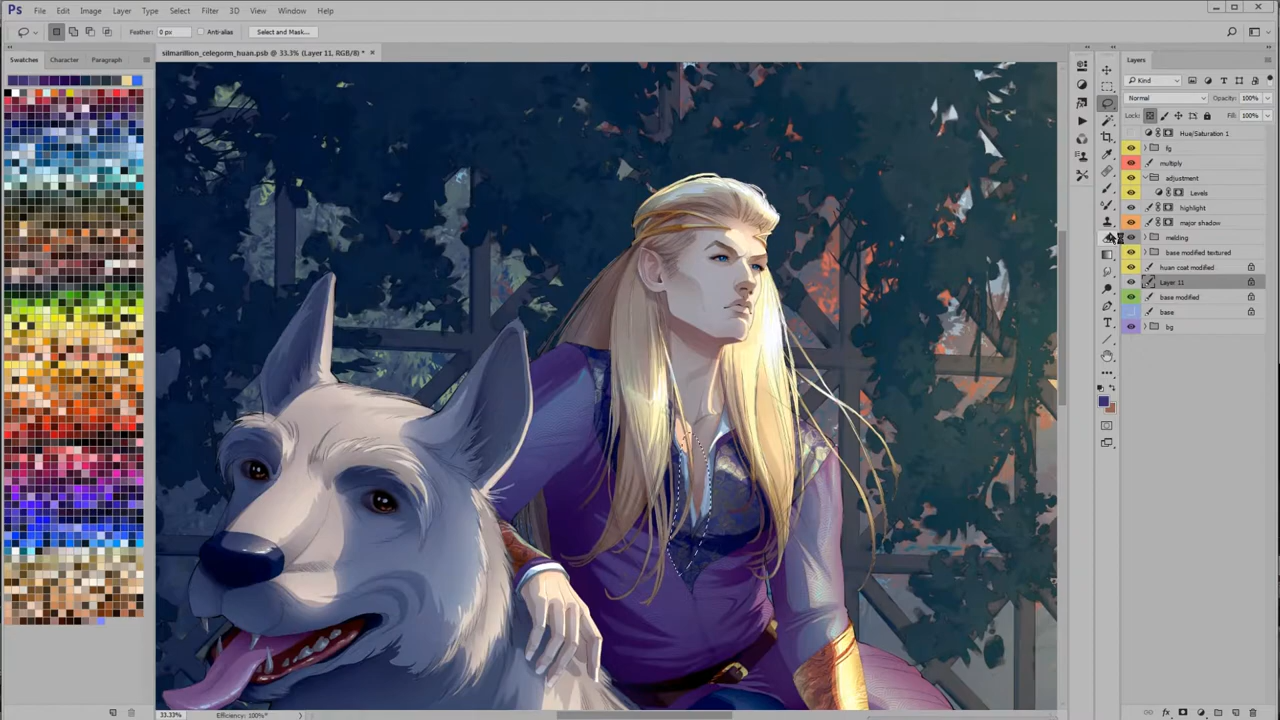 Ps File Edit Image Layer Type Select Filter 3D View Window Help
Feather: 0 px Anti-alias Select and Mask...
Swatches Character Paragraph
silmarillion_celegorm_huan.psb @ 33.3% (Layer 11, RGB/8) * ×
Layers
Kind
Normal Opacity: 100%
Lock: Fill: 100%
Hue/Saturation 1
fg
multiply
adjustment
Levels
highlight
major shadow
melding
base modified textured
huan coat modified
Layer 11
base modified
base
bg
T
33.33% Efficiency: 100%*
fx